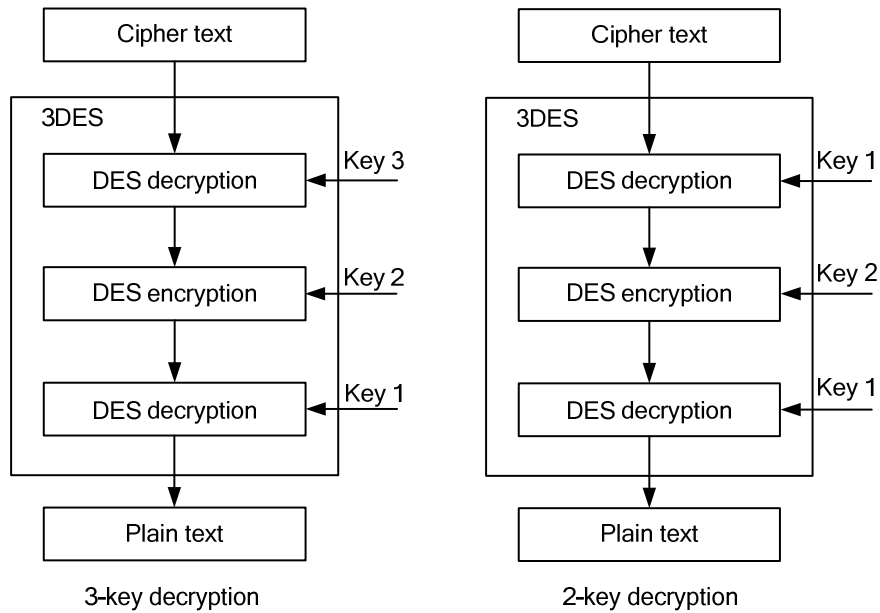 Cipher text
3DES
Key 3
DES decryption
Key 2
DES encryption
Key 1
DES decryption
Plain text
3-key decryption
Cipher text
3DES
Key 1
DES decryption
Key 2
DES encryption
Key 1
DES decryption
Plain text
2-key decryption